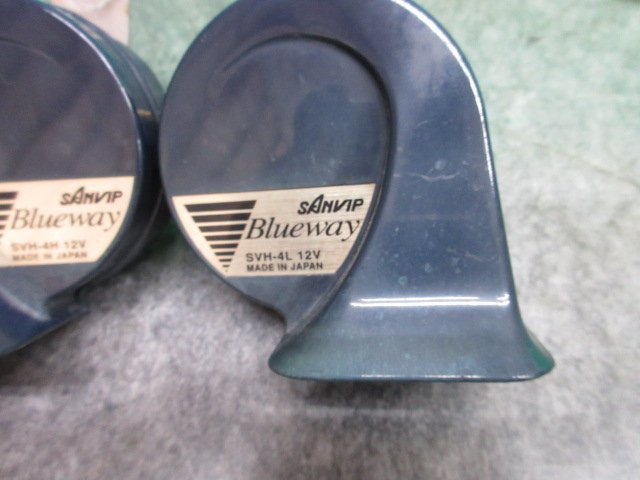 SANVIP
Blueway
SVH-4H 12V
MADE IN JAPAN
SANVIP
Blueway
SVH-4L 12V
MADE IN JAPAN